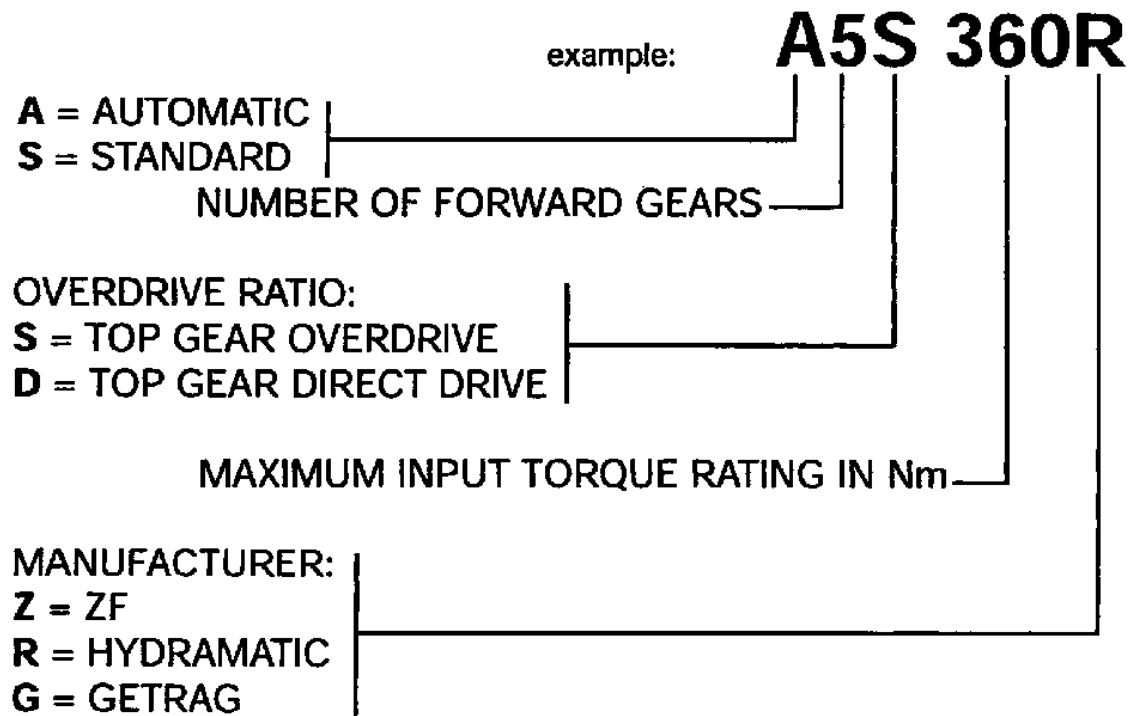 example: A5S 360R
A = AUTOMATIC
S = STANDARD
NUMBER OF FORWARD GEARS
OVERDRIVE RATIO:
S = TOP GEAR OVERDRIVE
D = TOP GEAR DIRECT DRIVE
MAXIMUM INPUT TORQUE RATING IN Nm
MANUFACTURER:
Z = ZF
R = HYDRAMATIC
G = GETRAG